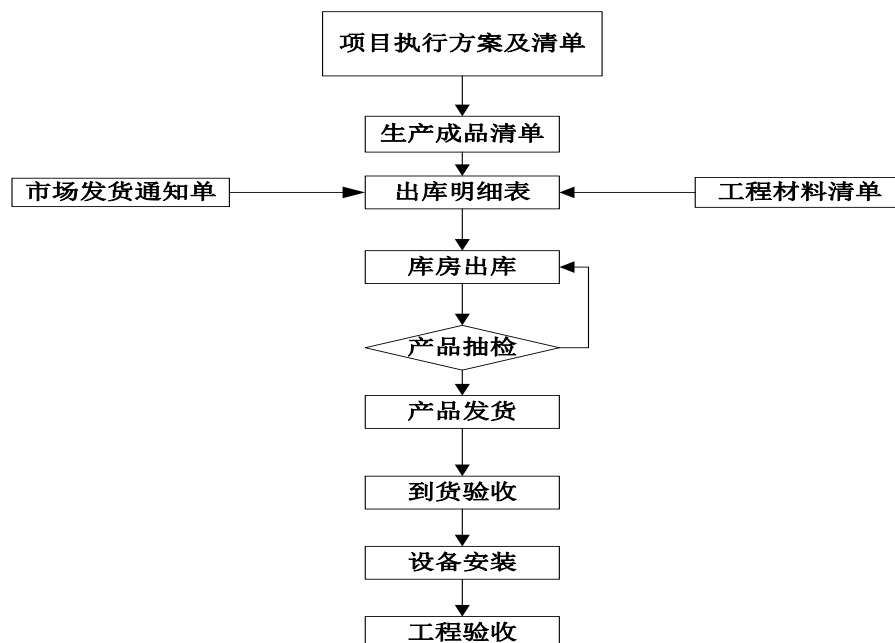 项目执行方案及清单
生产成品清单
市场发货通知单
出库明细表
工程材料清单
库房出库
产品抽检
产品发货
到货验收
设备安装
工程验收